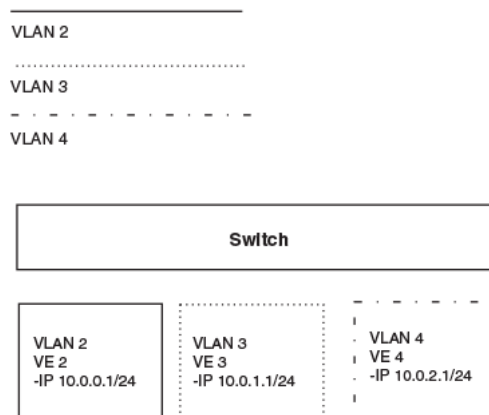 VLAN 2
VLAN 3
VLAN 4
Switch
VLAN 2
VE 2
-IP 10.0.0.1/24
VLAN 3
VE 3
-IP 10.0.1.1/24
VLAN 4
VE 4
-IP 10.0.2.1/24